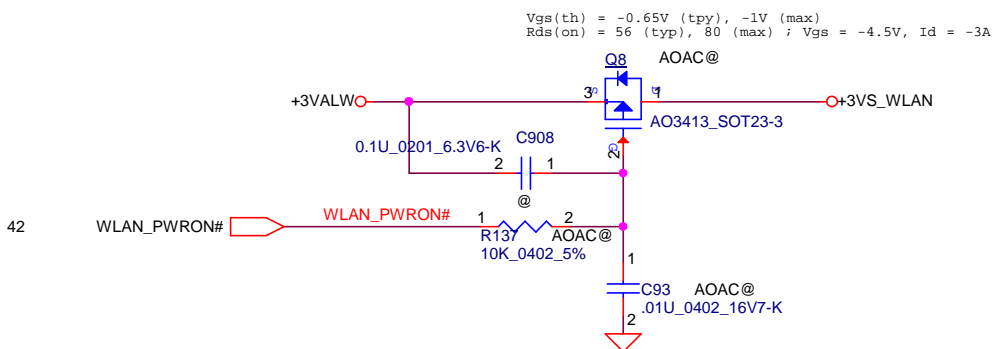 Vgs(th) = -0.65V (tpy), -1V (max)
Rds(on) = 56 (typ), 80 (max) ; Vgs = -4.5V, Id = -3A
Q8
AOAC@
+3VALW
3
S
D
1
+3VS_WLAN
AO3413_SOT23-3
G
2
C908
0.1U_0201_6.3V6-K
2
1
@
42
WLAN_PWRON#
WLAN_PWRON#
1
2
R137
AOAC@
10K_0402_5%
1
C93
AOAC@
.01U_0402_16V7-K
2